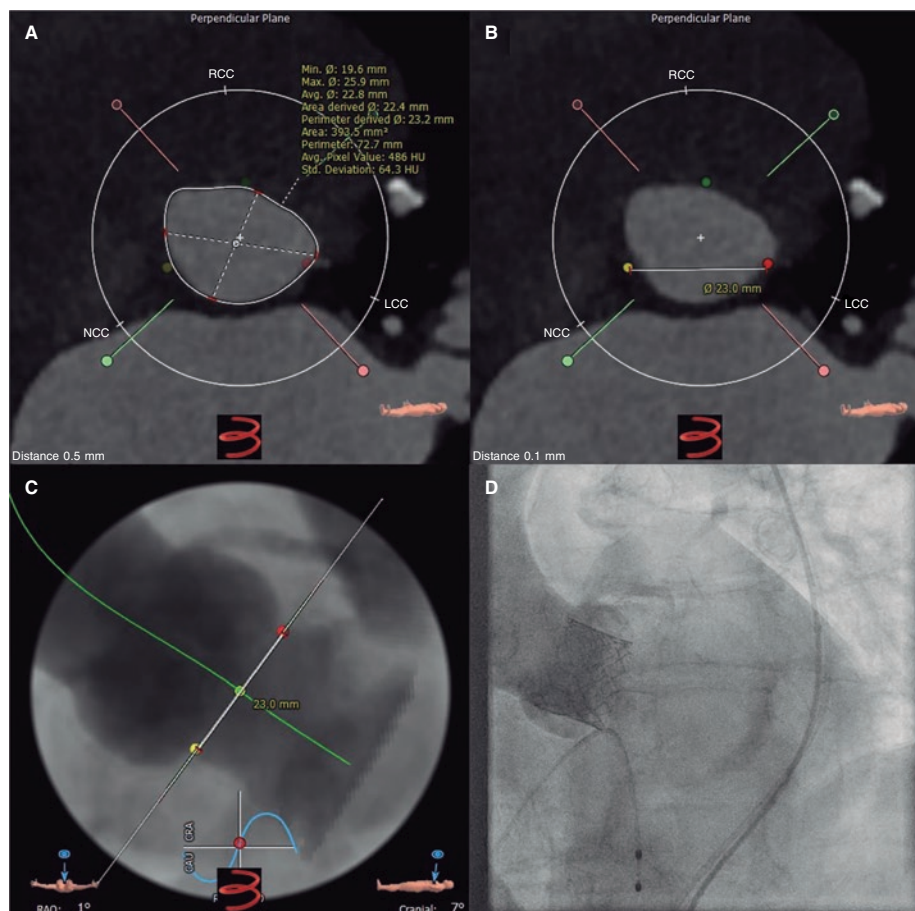 A
Perpendicular Plane
RCC
Min. Ø: 19.6 mm
Max. Ø: 25.9 mm
Avg. Ø: 22.8 mm
Area derived Ø: 22.4 mm
Perimeter derived Ø: 23.2 mm
Area: 393.5 mm²
Perimeter: 72.7 mm
Avg. Pixel Value: 486 HU
Std. Deviation: 64.3 HU
LCC
NCC
Distance 0.5 mm
B
Perpendicular Plane
RCC
Ø 23.0 mm
LCC
NCC
Distance 0.1 mm
C
23.0 mm
CRA
CAU
RAO: 1°
Cranial: 7°
D